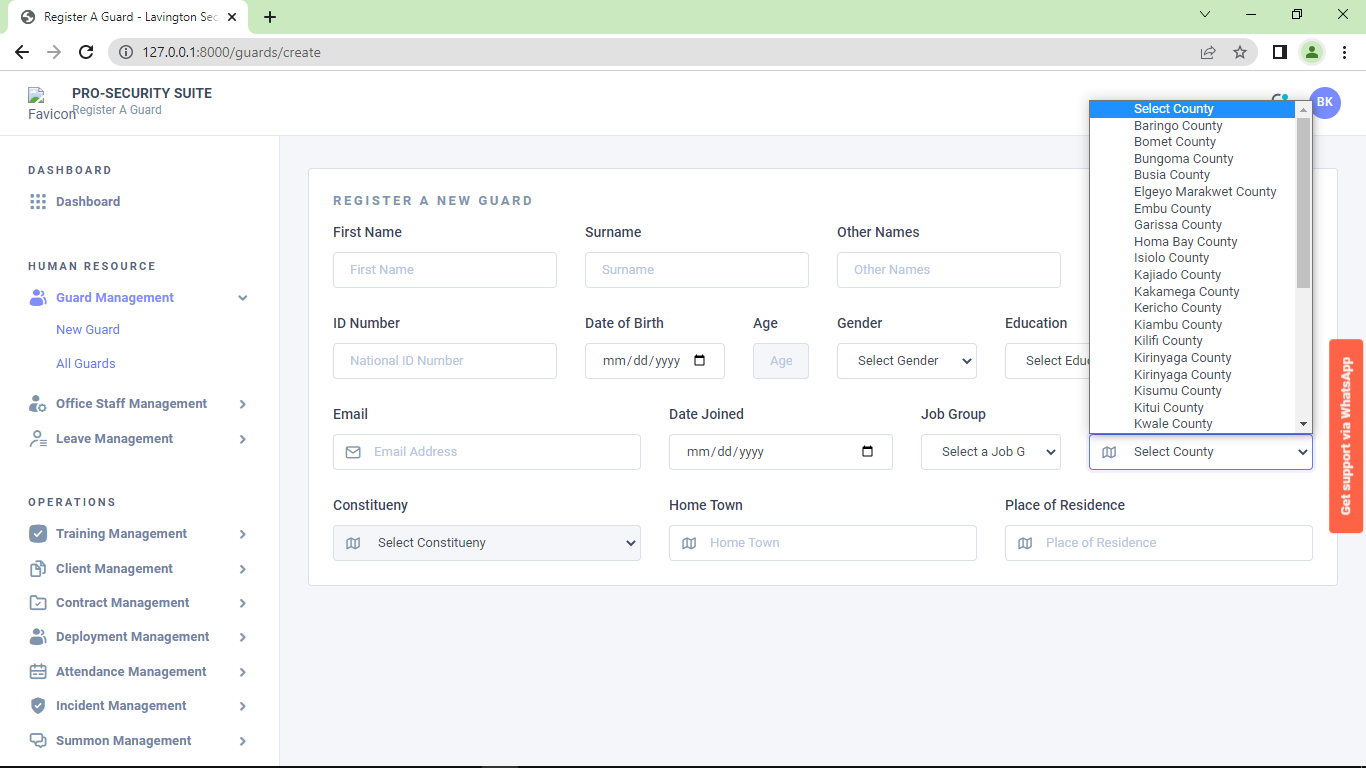 Register A Guard - Lavington Sec
127.0.0.1:8000/guards/create
Favicon
PRO-SECURITY SUITE
Register A Guard
BK
DASHBOARD
Dashboard
HUMAN RESOURCE
Guard Management
New Guard
All Guards
Office Staff Management
Leave Management
OPERATIONS
Training Management
Client Management
Contract Management
Deployment Management
Attendance Management
Incident Management
Summon Management
REGISTER A NEW GUARD
First Name
Surname
Other Names
First Name
Surname
Other Names
ID Number
Date of Birth
Age
Gender
Education
National ID Number
mm/dd/yyyy
Age
Select Gender
Select Edu
Email
Date Joined
Job Group
Email Address
mm/dd/yyyy
Select a Job G
Select County
Constitueny
Home Town
Place of Residence
Select Constitueny
Home Town
Place of Residence
Select County
Baringo County
Bomet County
Bungoma County
Busia County
Elgeyo Marakwet County
Embu County
Garissa County
Homa Bay County
Isiolo County
Kajiado County
Kakamega County
Kericho County
Kiambu County
Kilifi County
Kirinyaga County
Kirinyaga County
Kisumu County
Kitui County
Kwale County
Get support via WhatsApp